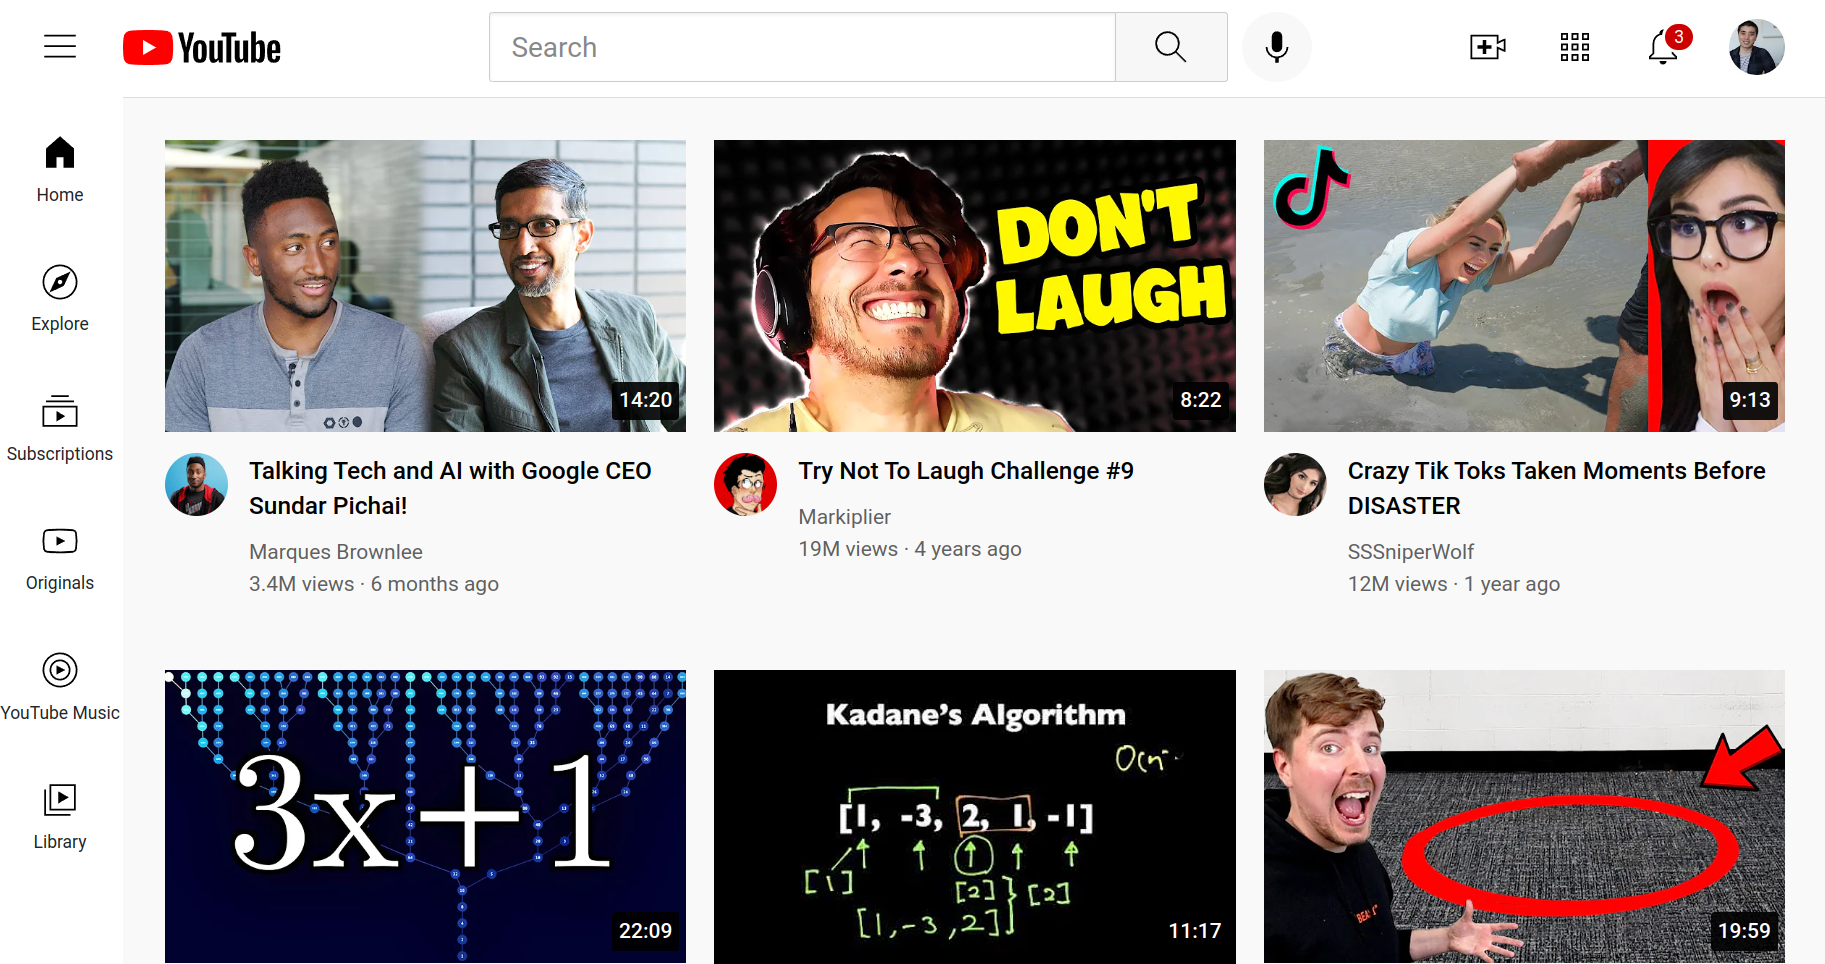 YouTube
Search
3
Home
Explore
Subscriptions
Originals
YouTube Music
Library
14:20
DON'T
LAUGH
8:22
9:13
Talking Tech and AI with Google CEO
Sundar Pichai!
Marques Brownlee
3.4M views · 6 months ago
Try Not To Laugh Challenge #9
Markiplier
19M views · 4 years ago
Crazy Tik Toks Taken Moments Before
DISASTER
SSSniperWolf
12M views · 1 year ago
3x+1
22:09
Kadane's Algorithm
[1, -3, 2, 1, -1]
[1]
[2]
[2]
[1, -3, 2]
11:17
19:59